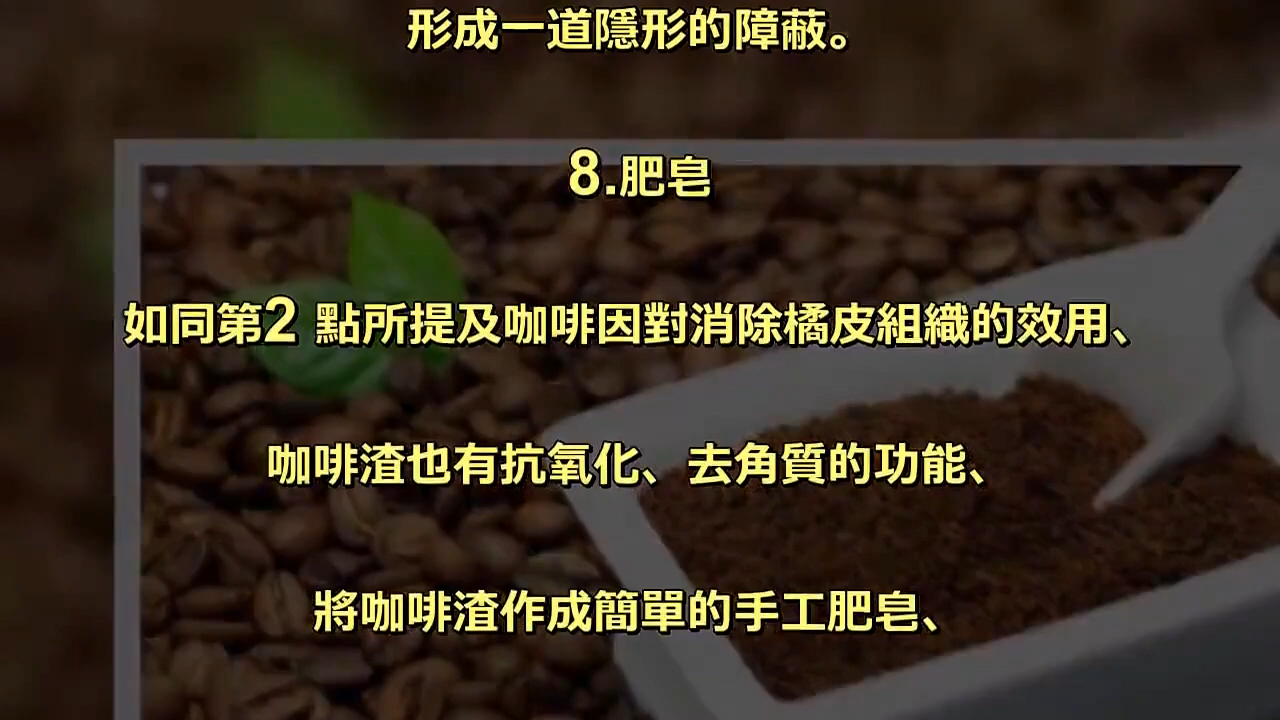 形成一道隱形的障蔽。
8.肥皂
如同第2 點所提及咖啡因對消除橘皮組織的效用、
咖啡渣也有抗氧化、去角質的功能、
將咖啡渣作成簡單的手工肥皂、